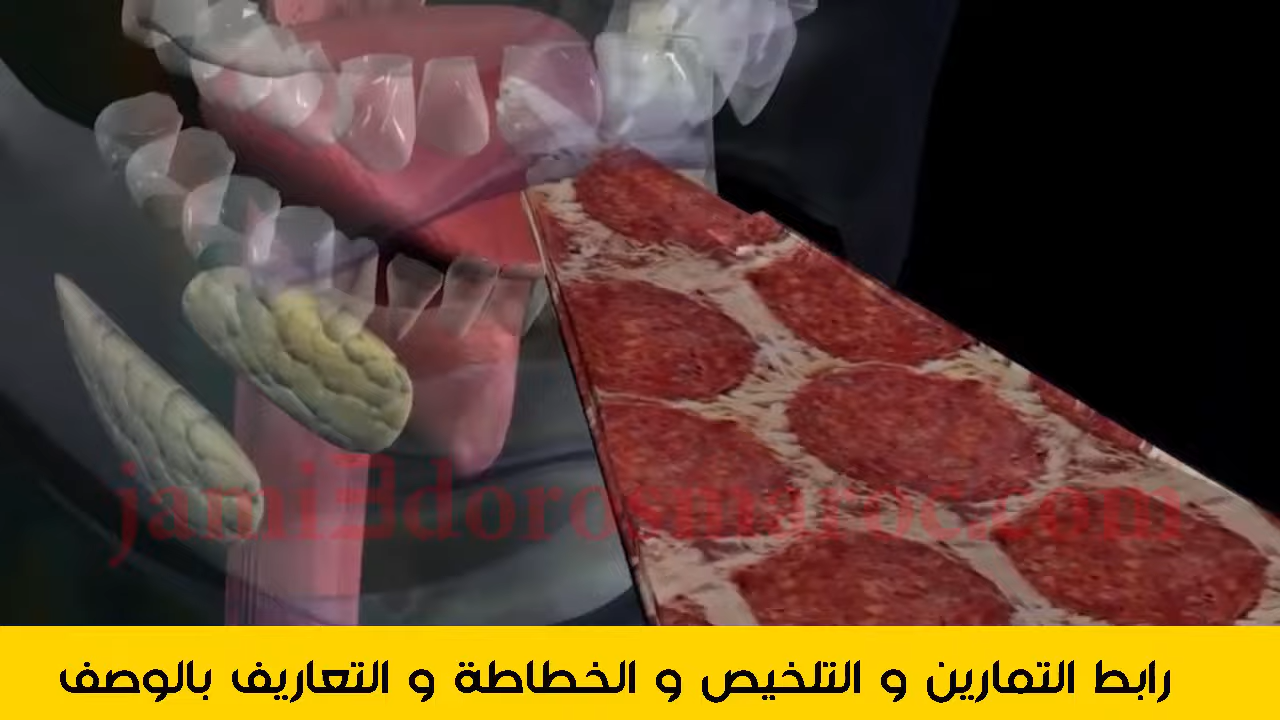 jami3dorosmaroc.com
رابط التمارين و التلخيص و الخطاطة و التعاريف بالوصف